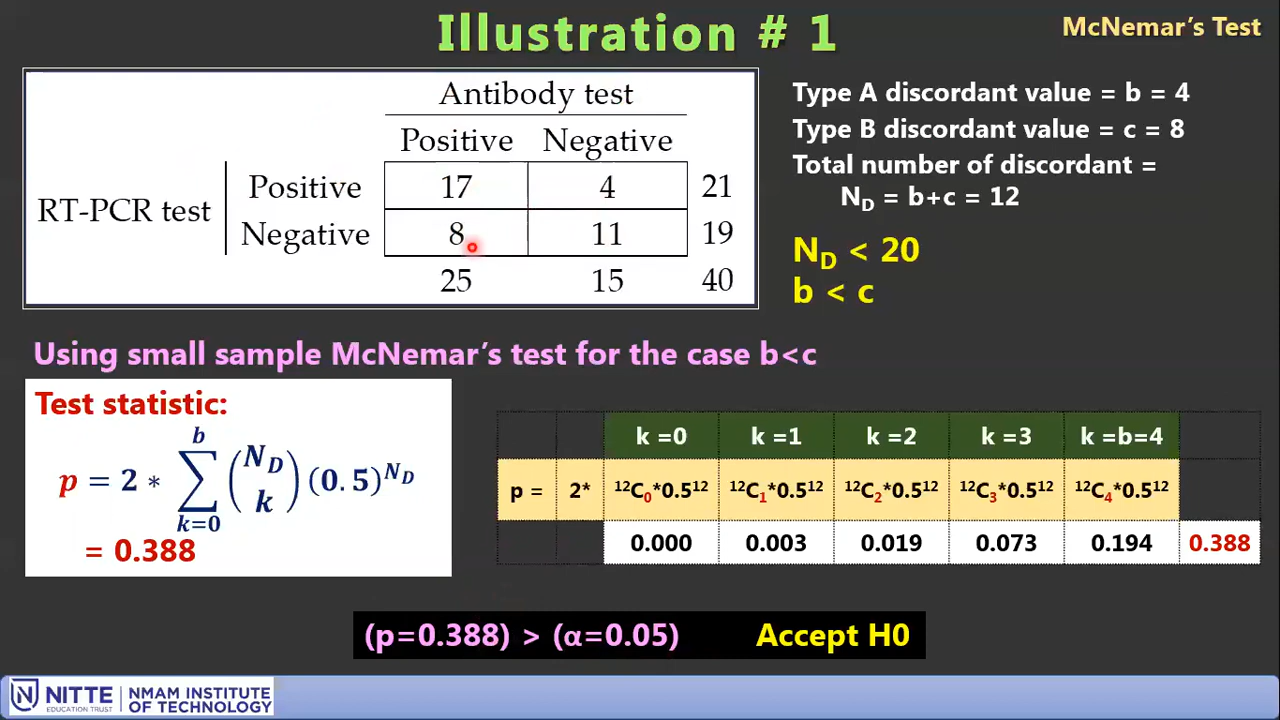 Illustration # 1
McNemar's Test
Antibody test
Positive Negative
RT-PCR test
Positive 17 4 21
Negative 8 11 19
25 15 40
Type A discordant value = b = 4
Type B discordant value = c = 8
Total number of discordant =
N_D = b+c = 12
N_D < 20
b < c
Using small sample McNemar's test for the case b<c
Test statistic:
p = 2 * ∑_{k=0}^{b} (N_D k) (0.5)^{N_D}
= 0.388
k =0 k =1 k =2 k =3 k =b=4
p = 2* ¹²C₀*0.5¹² ¹²C₁*0.5¹² ¹²C₂*0.5¹² ¹²C₃*0.5¹² ¹²C₄*0.5¹²
0.000 0.003 0.019 0.073 0.194 0.388
(p=0.388) > (α=0.05) Accept H0
NITTE
EDUCATION TRUST
NMAM INSTITUTE
OF TECHNOLOGY